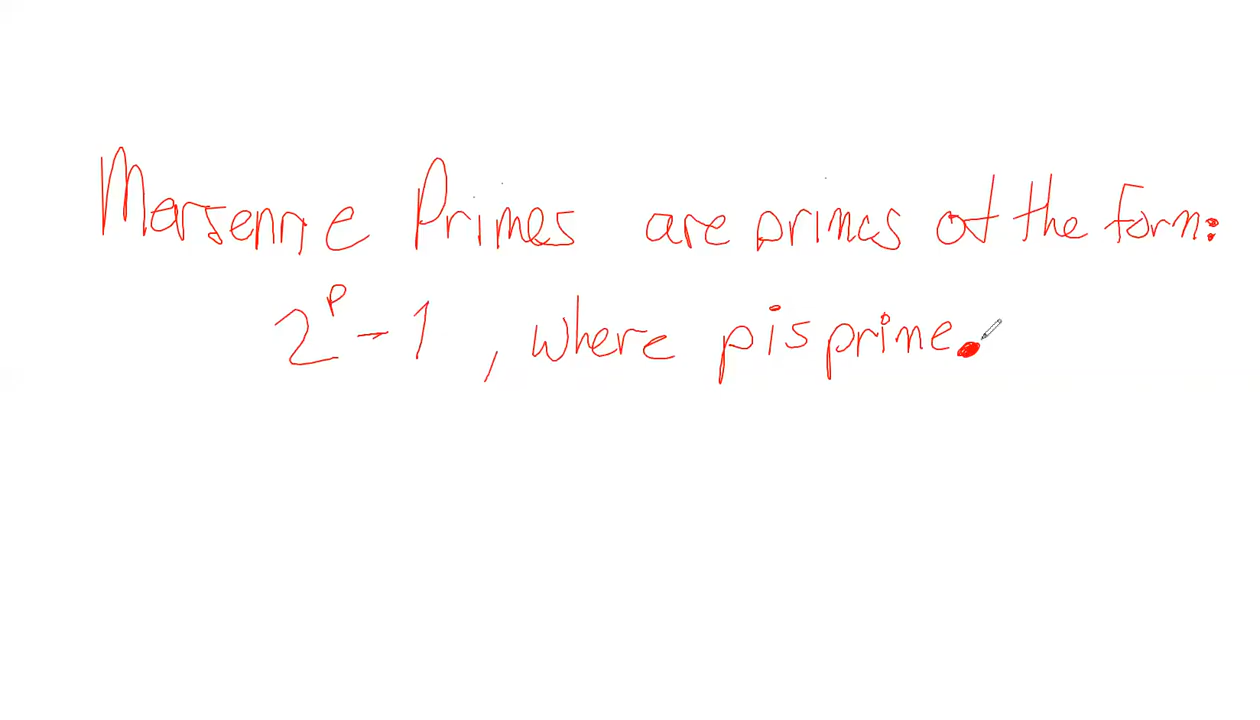 Mersenne Primes are primes of the form:
2^p - 1, where p is prime.